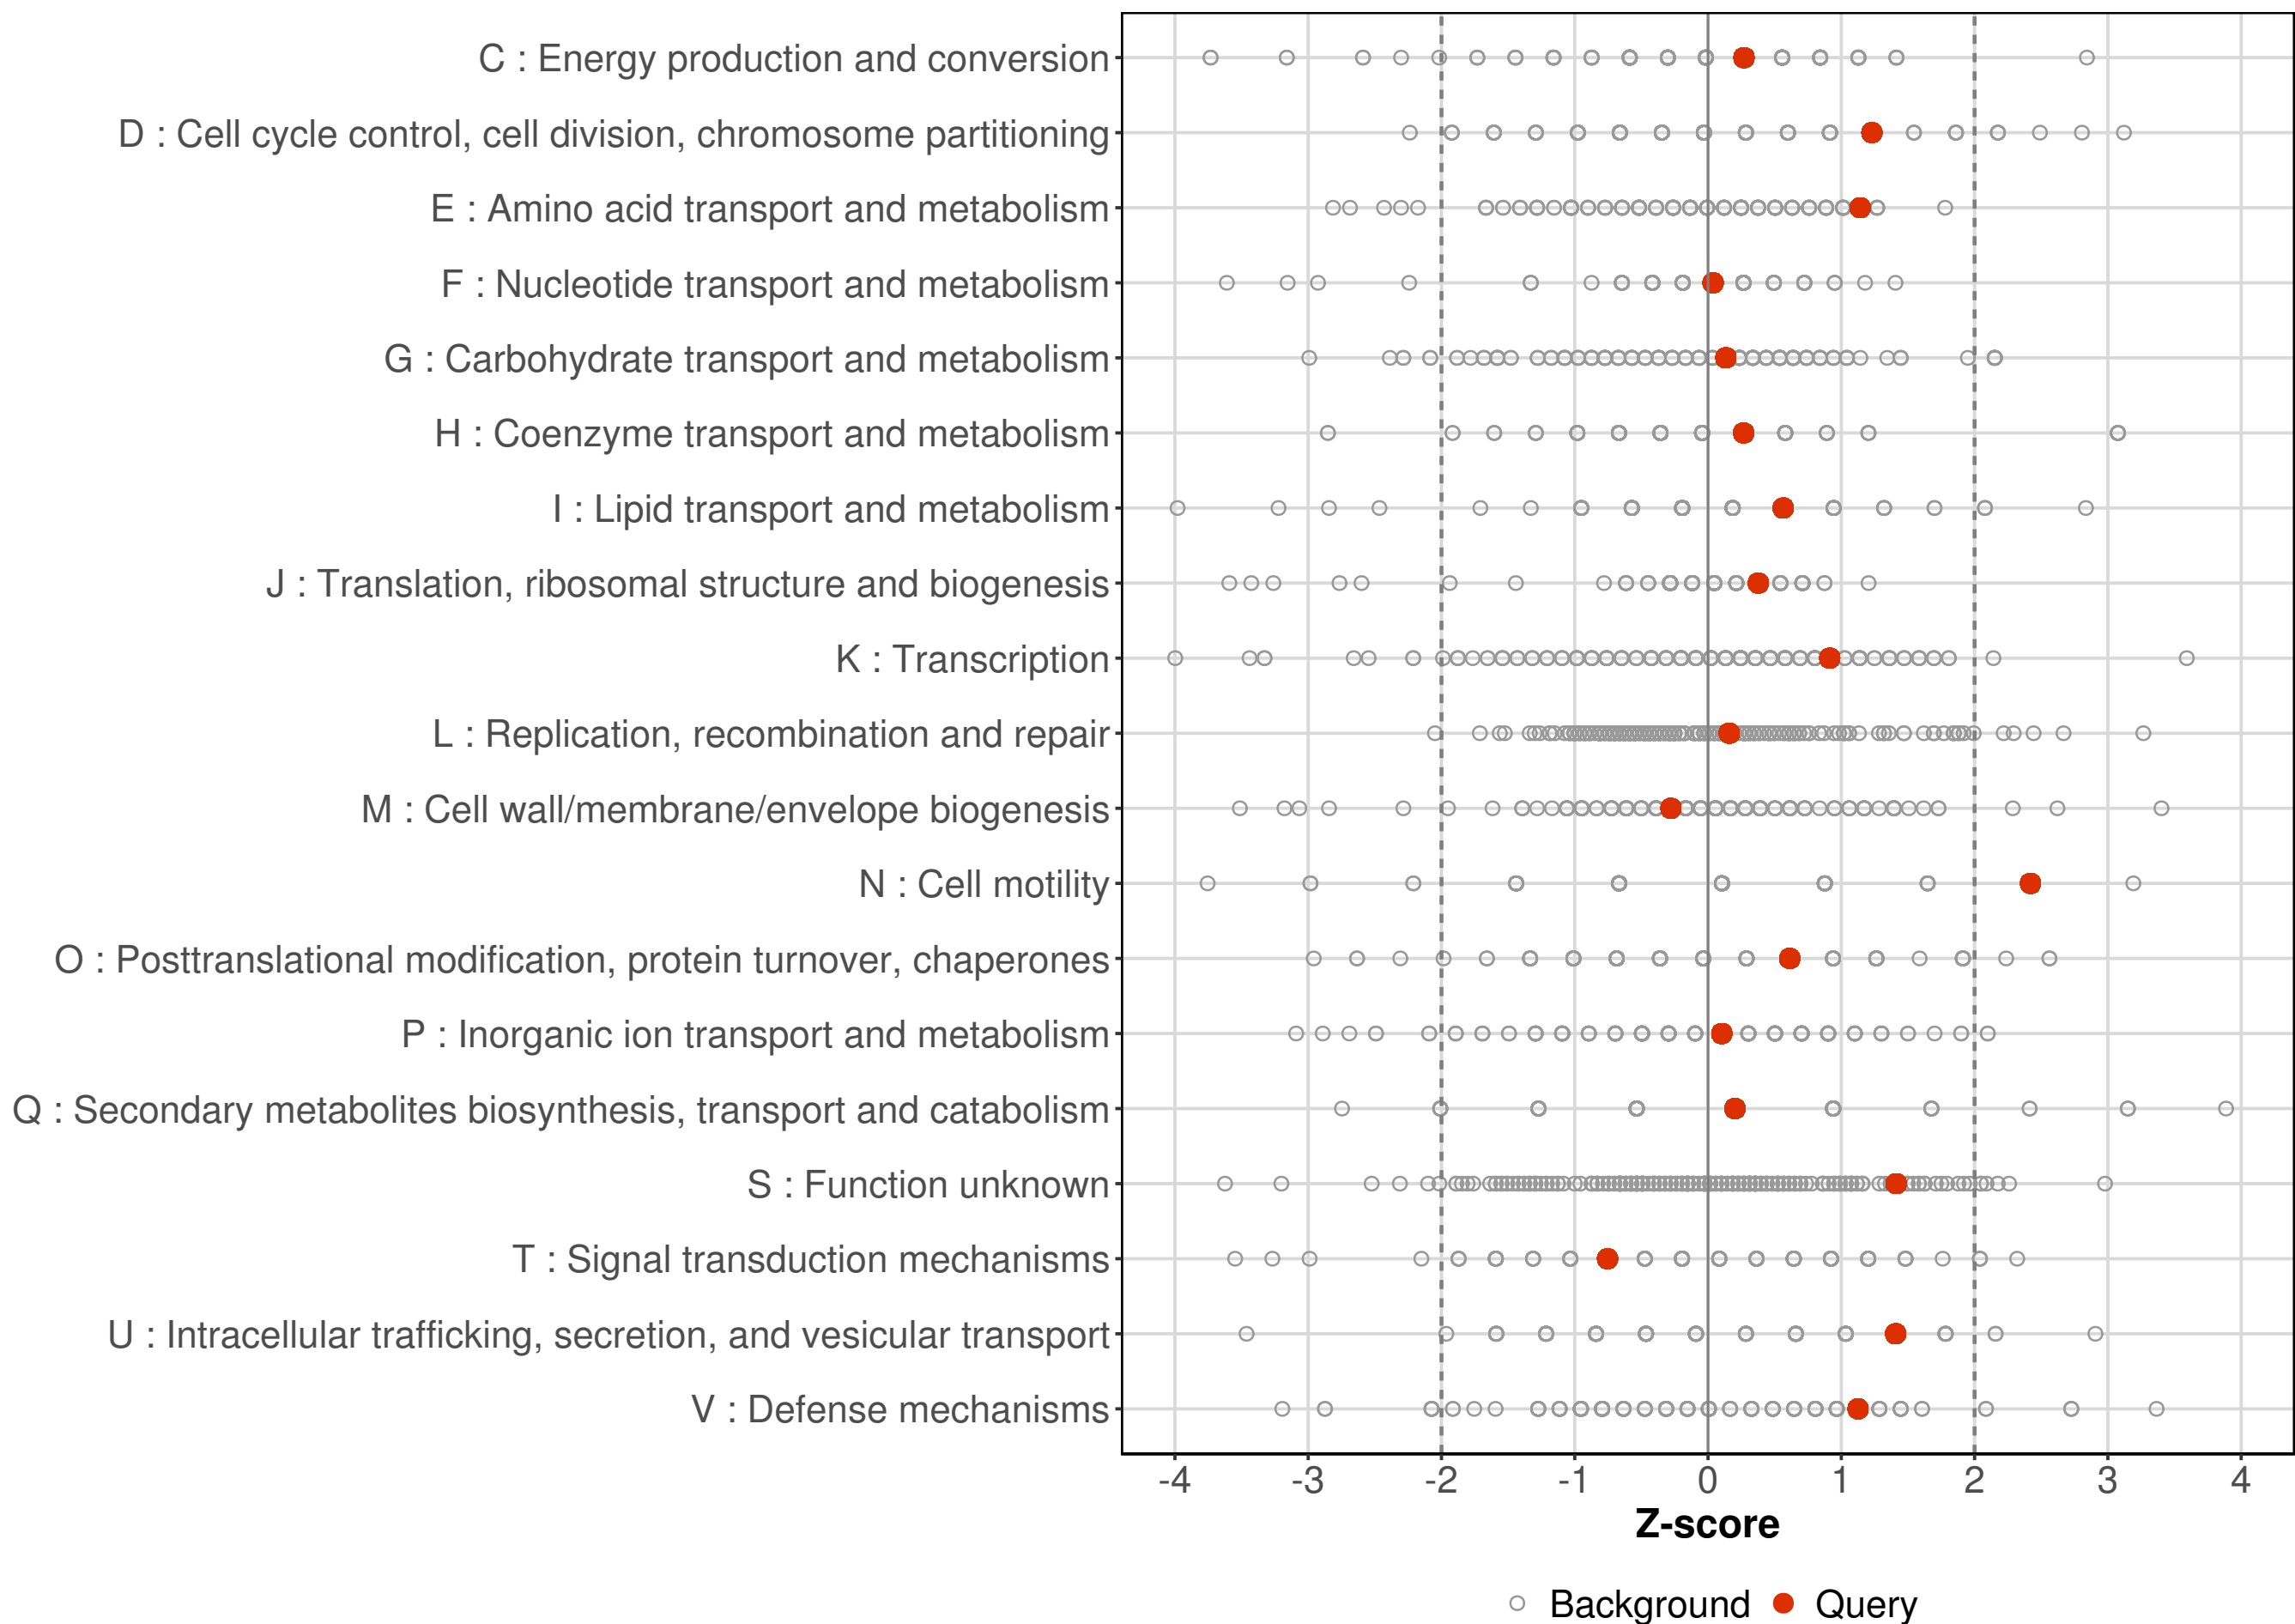 C : Energy production and conversion
D : Cell cycle control, cell division, chromosome partitioning
E : Amino acid transport and metabolism
F : Nucleotide transport and metabolism
G : Carbohydrate transport and metabolism
H : Coenzyme transport and metabolism
I : Lipid transport and metabolism
J : Translation, ribosomal structure and biogenesis
K : Transcription
L : Replication, recombination and repair
M : Cell wall/membrane/envelope biogenesis
N : Cell motility
O : Posttranslational modification, protein turnover, chaperones
P : Inorganic ion transport and metabolism
Q : Secondary metabolites biosynthesis, transport and catabolism
S : Function unknown
T : Signal transduction mechanisms
U : Intracellular trafficking, secretion, and vesicular transport
V : Defense mechanisms
-4 -3 -2 -1 0 1 2 3 4
Z-score
Background Query